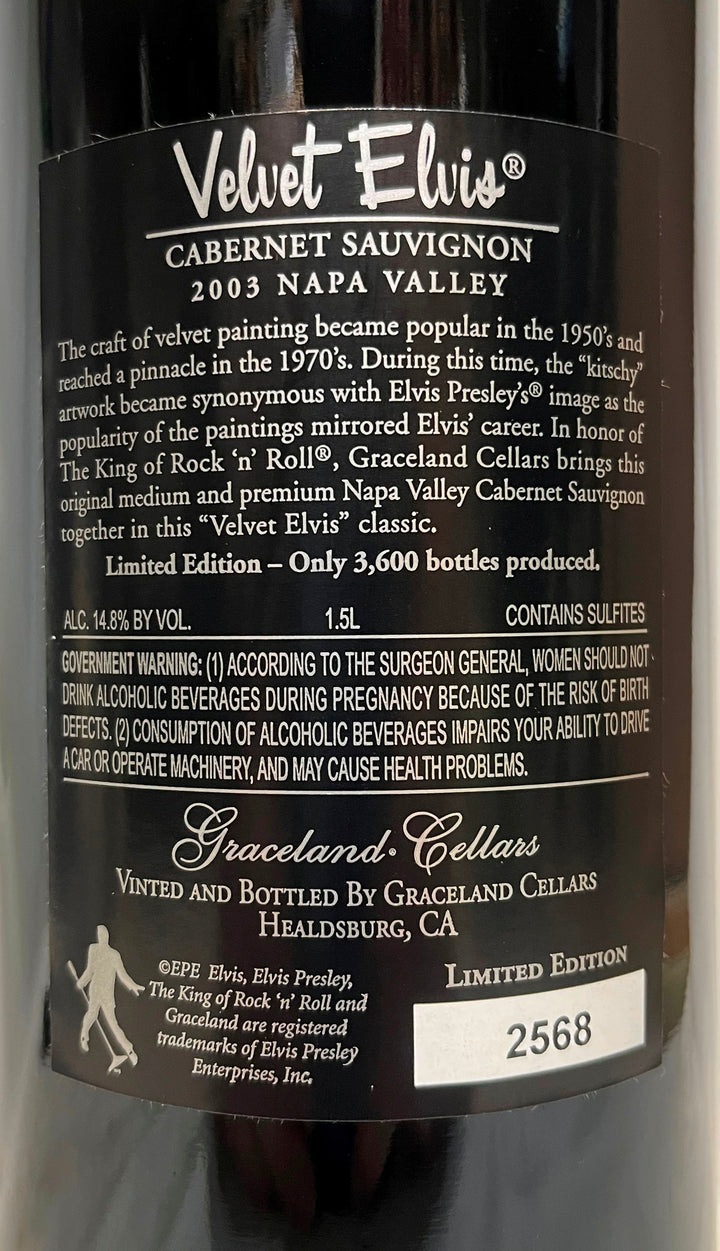 Velvet Elvis®
CABERNET SAUVIGNON
2003 NAPA VALLEY
The craft of velvet painting became popular in the 1950's and
reached a pinnacle in the 1970's. During this time, the “kitschy”
artwork became synonymous with Elvis Presley's® image as the
popularity of the paintings mirrored Elvis' career. In honor of
The King of Rock ‘n’ Roll®, Graceland Cellars brings this
original medium and premium Napa Valley Cabernet Sauvignon
together in this “Velvet Elvis” classic.
Limited Edition – Only 3,600 bottles produced.
ALC. 14.8% BY VOL. 1.5L CONTAINS SULFITES
GOVERNMENT WARNING: (1) ACCORDING TO THE SURGEON GENERAL, WOMEN SHOULD NOT
DRINK ALCOHOLIC BEVERAGES DURING PREGNANCY BECAUSE OF THE RISK OF BIRTH
DEFECTS. (2) CONSUMPTION OF ALCOHOLIC BEVERAGES IMPAIRS YOUR ABILITY TO DRIVE
A CAR OR OPERATE MACHINERY, AND MAY CAUSE HEALTH PROBLEMS.
Graceland® Cellars
VINTED AND BOTTLED BY GRACELAND CELLARS
HEALDSBURG, CA
©EPE Elvis, Elvis Presley,
The King of Rock ‘n’ Roll and
Graceland are registered
trademarks of Elvis Presley
Enterprises, Inc.
LIMITED EDITION
2568